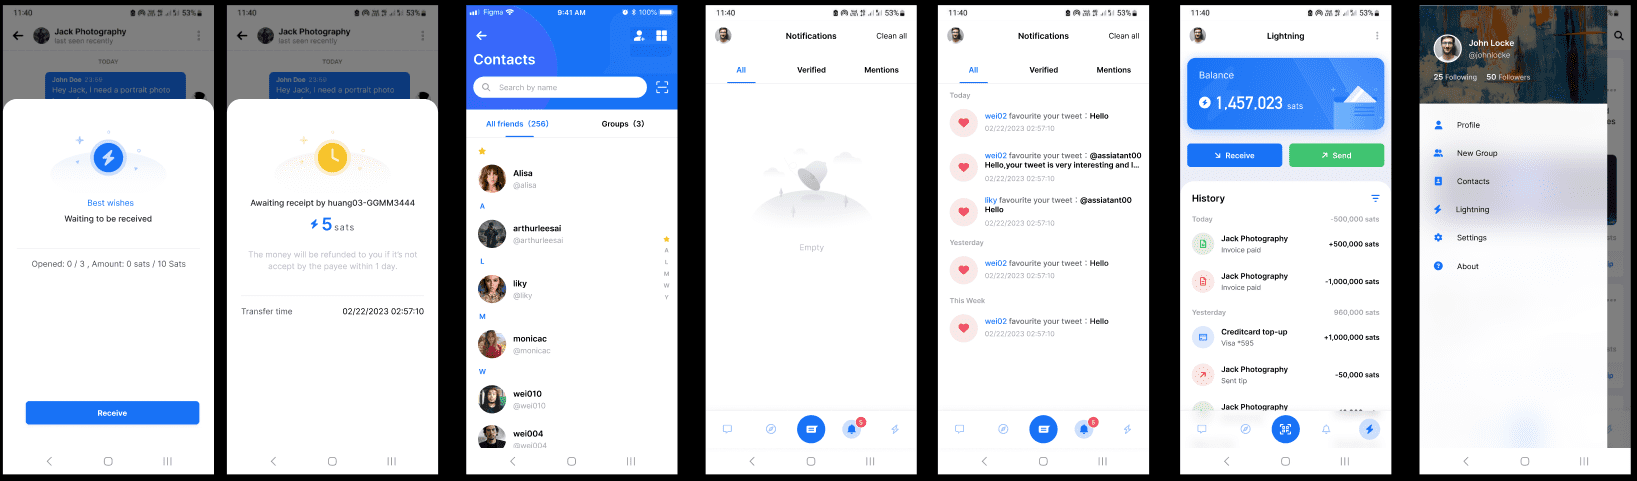 11:40
53%
Jack Photography
last seen recently
TODAY
John Doe 23:59
Hey Jack, I need a portrait photo
Best wishes
Waiting to be received
Opened: 0 / 3 , Amount: 0 sats / 10 Sats
Receive
11:40
53%
Jack Photography
last seen recently
TODAY
John Doe 23:59
Hey Jack, I need a portrait photo
Awaiting receipt by huang03-GGMM3444
5 sats
The money will be refunded to you if it's not
accept by the payee within 1 day.
Transfer time 02/22/2023 02:57:10
Figma 9:41 AM 100%
Contacts
Search by name
All friends (256) Groups (3)
Alisa
@alisa
A
arthurleesai
@arthurleesai
L
liky
@liky
M
monicac
@monicac
W
wei010
@wei010
wei004
@wei004
A
L
M
W
Y
11:40 53%
Notifications Clean all
All Verified Mentions
Empty
5
11:40 53%
Notifications Clean all
All Verified Mentions
Today
wei02 favourite your tweet : Hello
02/22/2023 02:57:10
wei02 favourite your tweet : @assiatant00
Hello,your tweet is very interesting and I...
02/22/2023 02:57:10
liky favourite your tweet : @assiatant00
Hello
02/22/2023 02:57:10
Yesterday
wei02 favourite your tweet : Hello
02/22/2023 02:57:10
This Week
wei02 favourite your tweet : Hello
02/22/2023 02:57:10
5
11:40 53%
Lightning
Balance
1,457,023 sats
Receive Send
History
Today -500,000 sats
Jack Photography +500,000 sats
Invoice paid
Jack Photography -1,000,000 sats
Invoice paid
Yesterday 960,000 sats
Creditcard top-up +1,000,000 sats
Visa *595
Jack Photography -50,000 sats
Sent tip
Jack Photography
John Locke
@johnlocke
25 Following 50 Followers
Profile
New Group
Contacts
Lightning
Settings
About